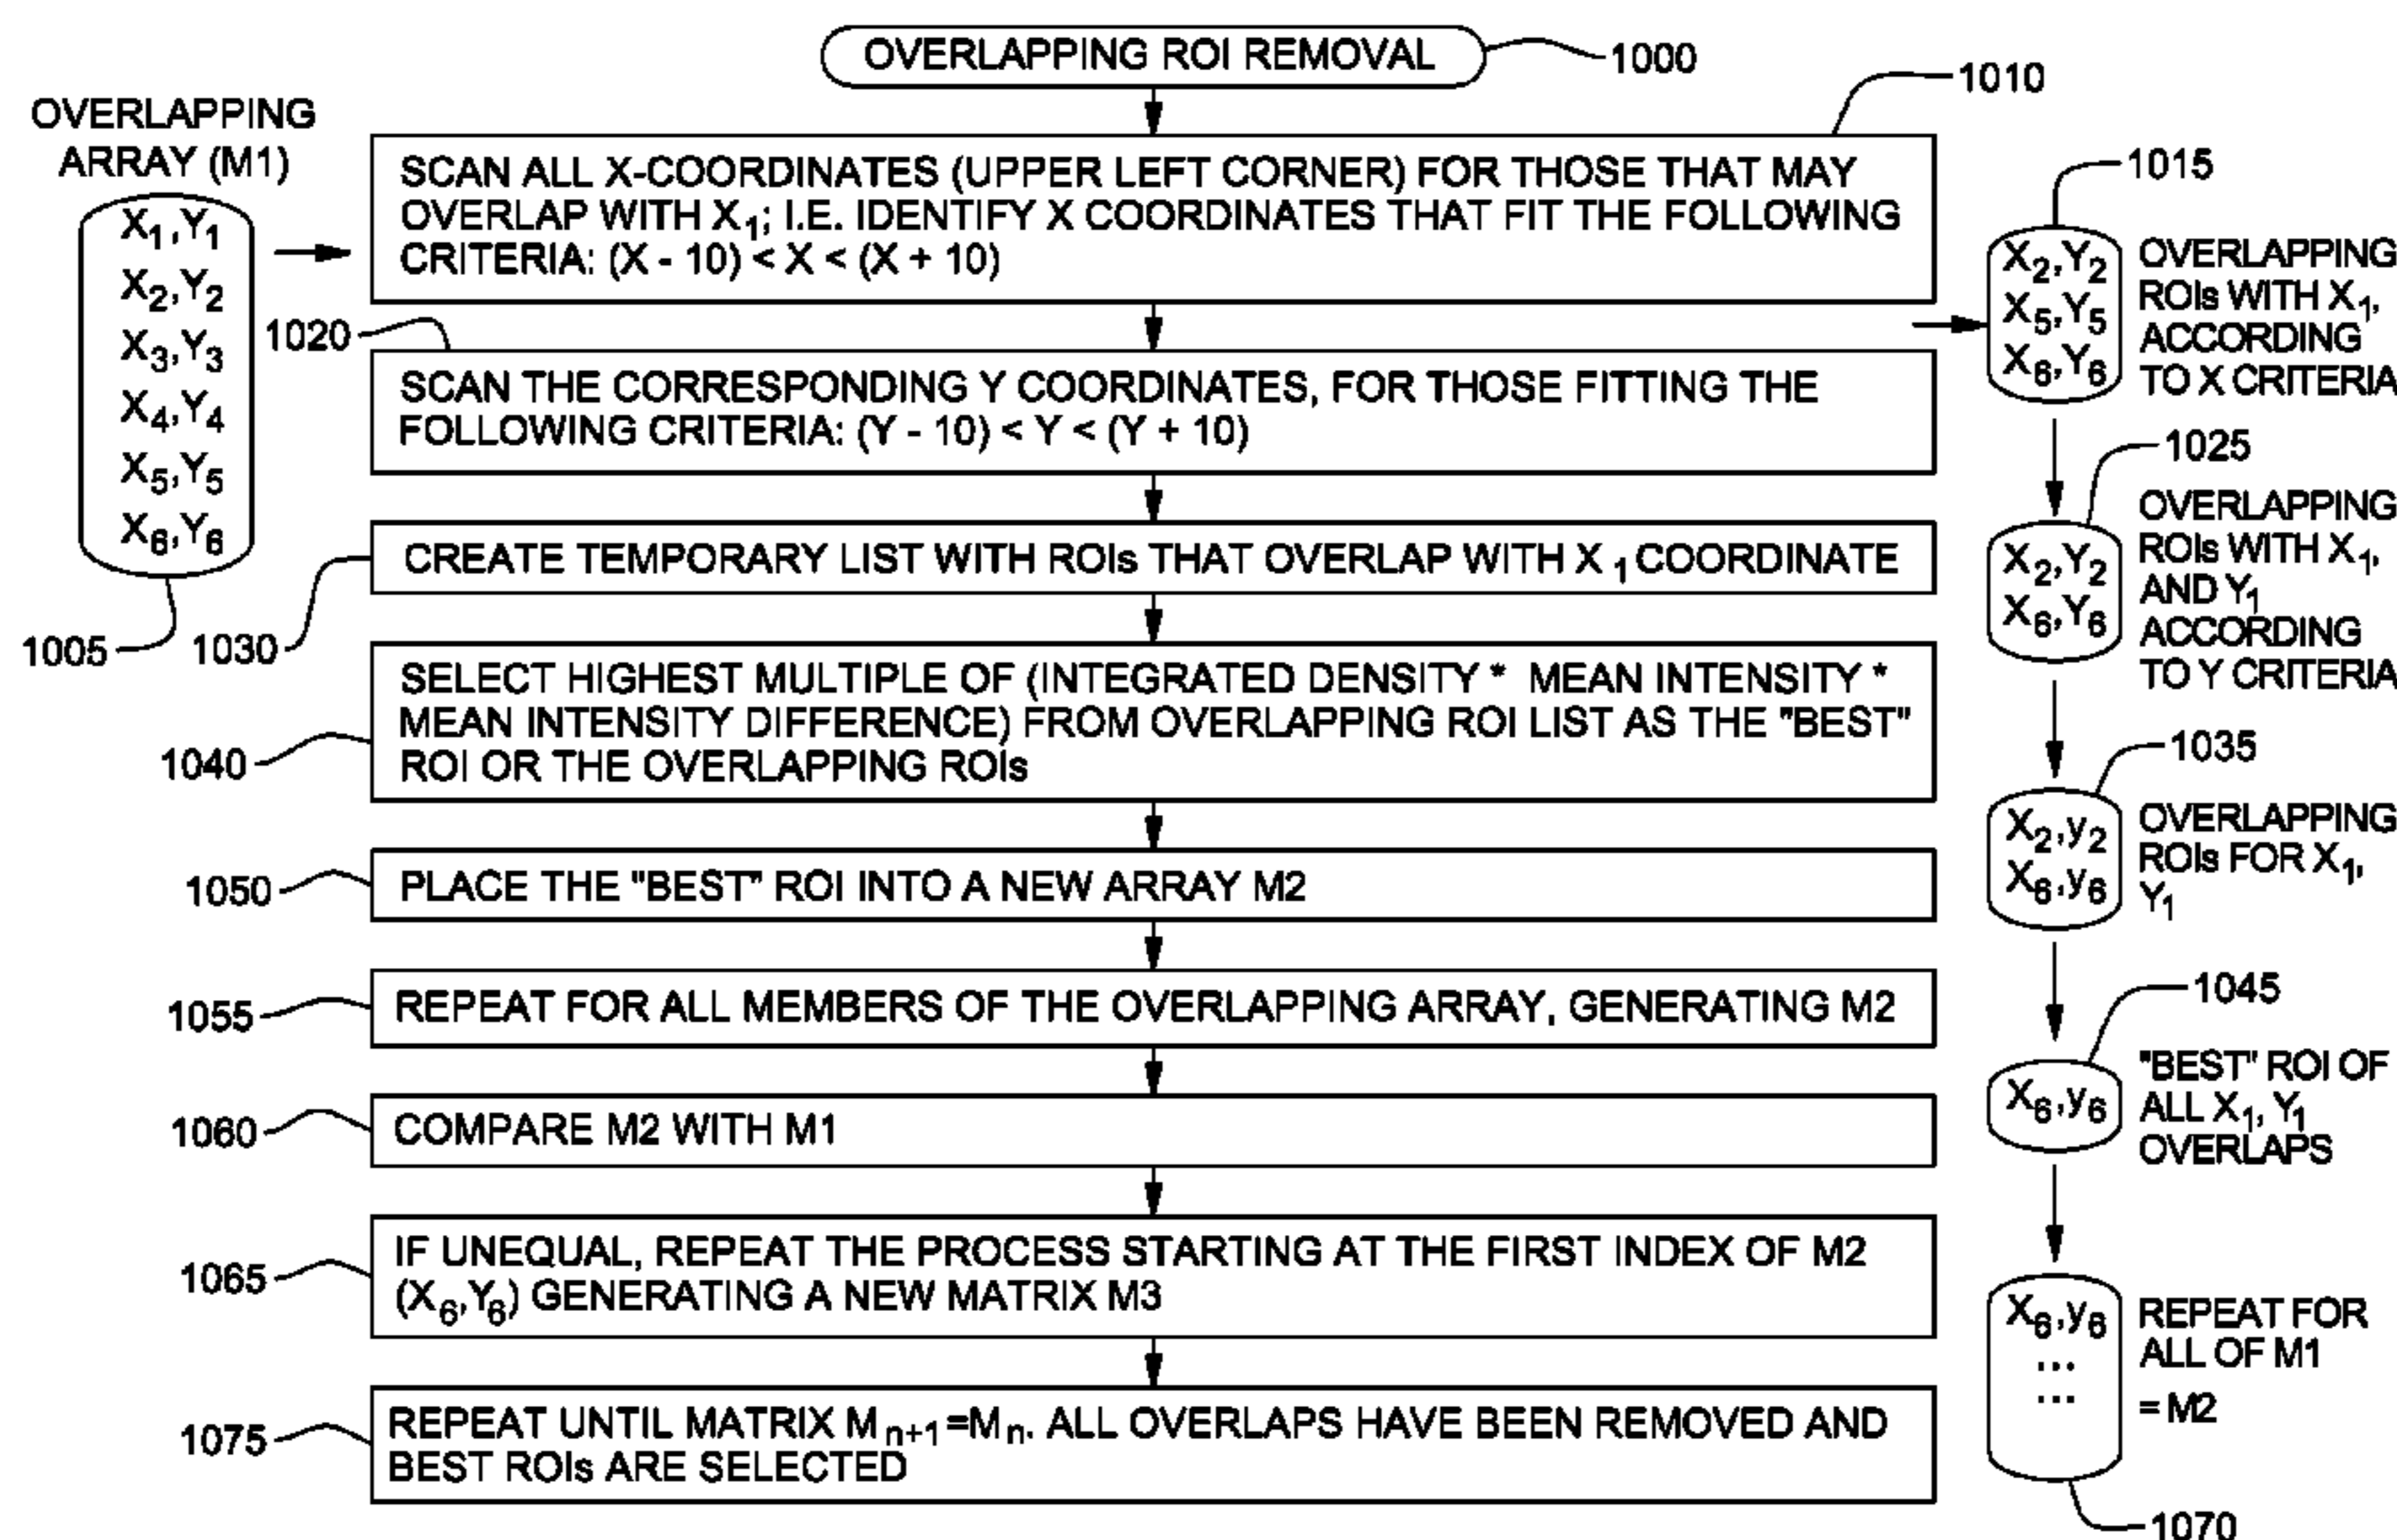 OVERLAPPING ROI REMOVAL
1000
1010
OVERLAPPING
ARRAY (M1)
X1,Y1
X2,Y2
X3,Y3
X4,Y4
X5,Y5
X6,Y6
1005
SCAN ALL X-COORDINATES (UPPER LEFT CORNER) FOR THOSE THAT MAY
OVERLAP WITH X1; I.E. IDENTIFY X COORDINATES THAT FIT THE FOLLOWING
CRITERIA: (X - 10) < X < (X + 10)
1015
X2,Y2
X5,Y5
X6,Y6
OVERLAPPING
ROIs WITH X1,
ACCORDING
TO X CRITERIA
1020
SCAN THE CORRESPONDING Y COORDINATES, FOR THOSE FITTING THE
FOLLOWING CRITERIA: (Y - 10) < Y < (Y + 10)
1025
X2,Y2
X6,Y6
OVERLAPPING
ROIs WITH X1,
AND Y1
ACCORDING
TO Y CRITERIA
1030
CREATE TEMPORARY LIST WITH ROIs THAT OVERLAP WITH X 1 COORDINATE
1035
X2,y2
X6,y6
OVERLAPPING
ROIs FOR X1,
Y1
1040
SELECT HIGHEST MULTIPLE OF (INTEGRATED DENSITY * MEAN INTENSITY *
MEAN INTENSITY DIFFERENCE) FROM OVERLAPPING ROI LIST AS THE "BEST"
ROI OR THE OVERLAPPING ROIs
1045
X6,y6
"BEST" ROI OF
ALL X1, Y1
OVERLAPS
1050
PLACE THE "BEST" ROI INTO A NEW ARRAY M2
1055
REPEAT FOR ALL MEMBERS OF THE OVERLAPPING ARRAY, GENERATING M2
1060
COMPARE M2 WITH M1
1065
IF UNEQUAL, REPEAT THE PROCESS STARTING AT THE FIRST INDEX OF M2
(X6,Y6) GENERATING A NEW MATRIX M3
X6,y6
...
...
REPEAT FOR
ALL OF M1
= M2
1070
1075
REPEAT UNTIL MATRIX M n+1 =Mn. ALL OVERLAPS HAVE BEEN REMOVED AND
BEST ROIs ARE SELECTED